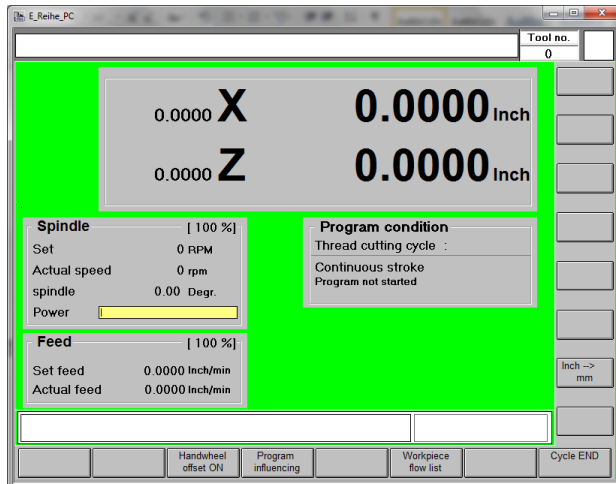 E_Reihe_PC
Tool no.
0
0.0000 X 0.0000 Inch
0.0000 Z 0.0000 Inch
Spindle [ 100 %]
Set 0 RPM
Actual speed 0 rpm
spindle 0.00 Degr.
Power
Program condition
Thread cutting cycle :
Continuous stroke
Program not started
Feed [ 100 %]
Set feed 0.0000 Inch/min
Actual feed 0.0000 Inch/min
Inch -->
mm
Handwheel
offset ON
Program
influencing
Workpiece
flow list
Cycle END